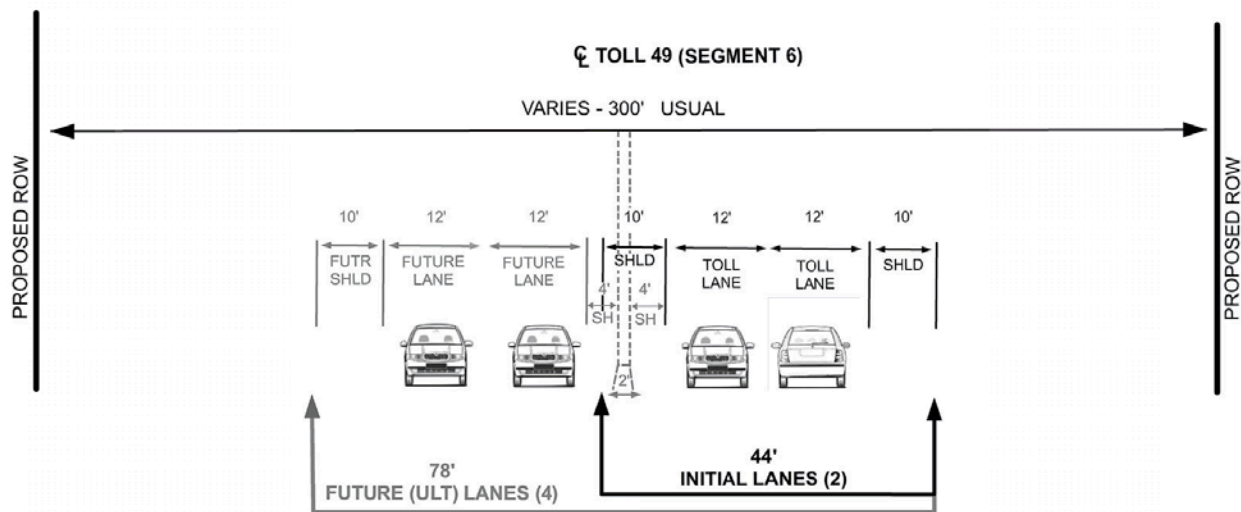 ℄ TOLL 49 (SEGMENT 6)
VARIES - 300' USUAL
PROPOSED ROW
PROPOSED ROW
10' 12' 12' 10' 12' 12' 10'
FUTR
SHLD
FUTURE
LANE
FUTURE
LANE
SHLD
TOLL
LANE
TOLL
LANE
SHLD
4' 4'
SH SH
2'
78'
FUTURE (ULT) LANES (4)
44'
INITIAL LANES (2)